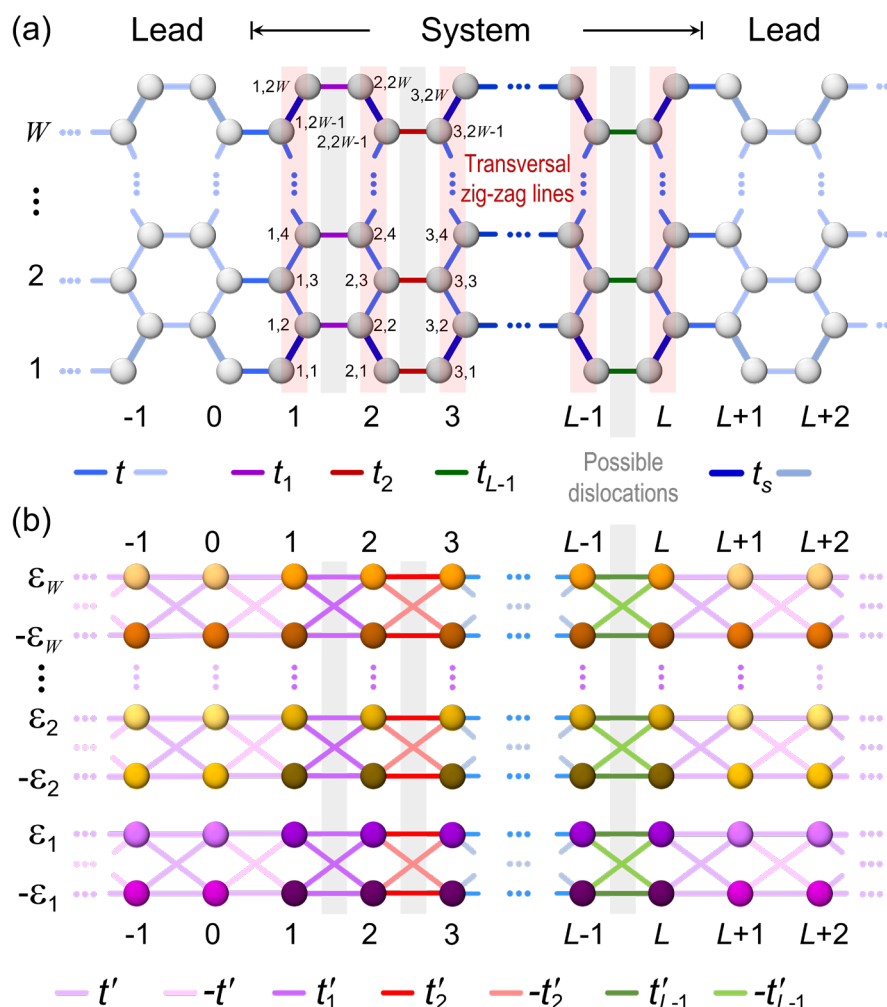 (a) Lead System Lead
1,2W 2,2W 3,2W
W 1,2W-1 2,2W-1 3,2W-1
Transversal
zig-zag lines
1,4 2,4 3,4
2 1,3 2,3 3,3
1,2 2,2 3,2
1 1,1 2,1 3,1
-1 0 1 2 3 L-1 L L+1 L+2
t t₁ t₂ t_{L-1} Possible
dislocations t_s
(b)
-1 0 1 2 3 L-1 L L+1 L+2
ε_W
-ε_W
ε₂
-ε₂
ε₁
-ε₁
-1 0 1 2 3 L-1 L L+1 L+2
t′ -t′ t′₁ t′₂ -t′₂ t′_{L-1} -t′_{L-1}